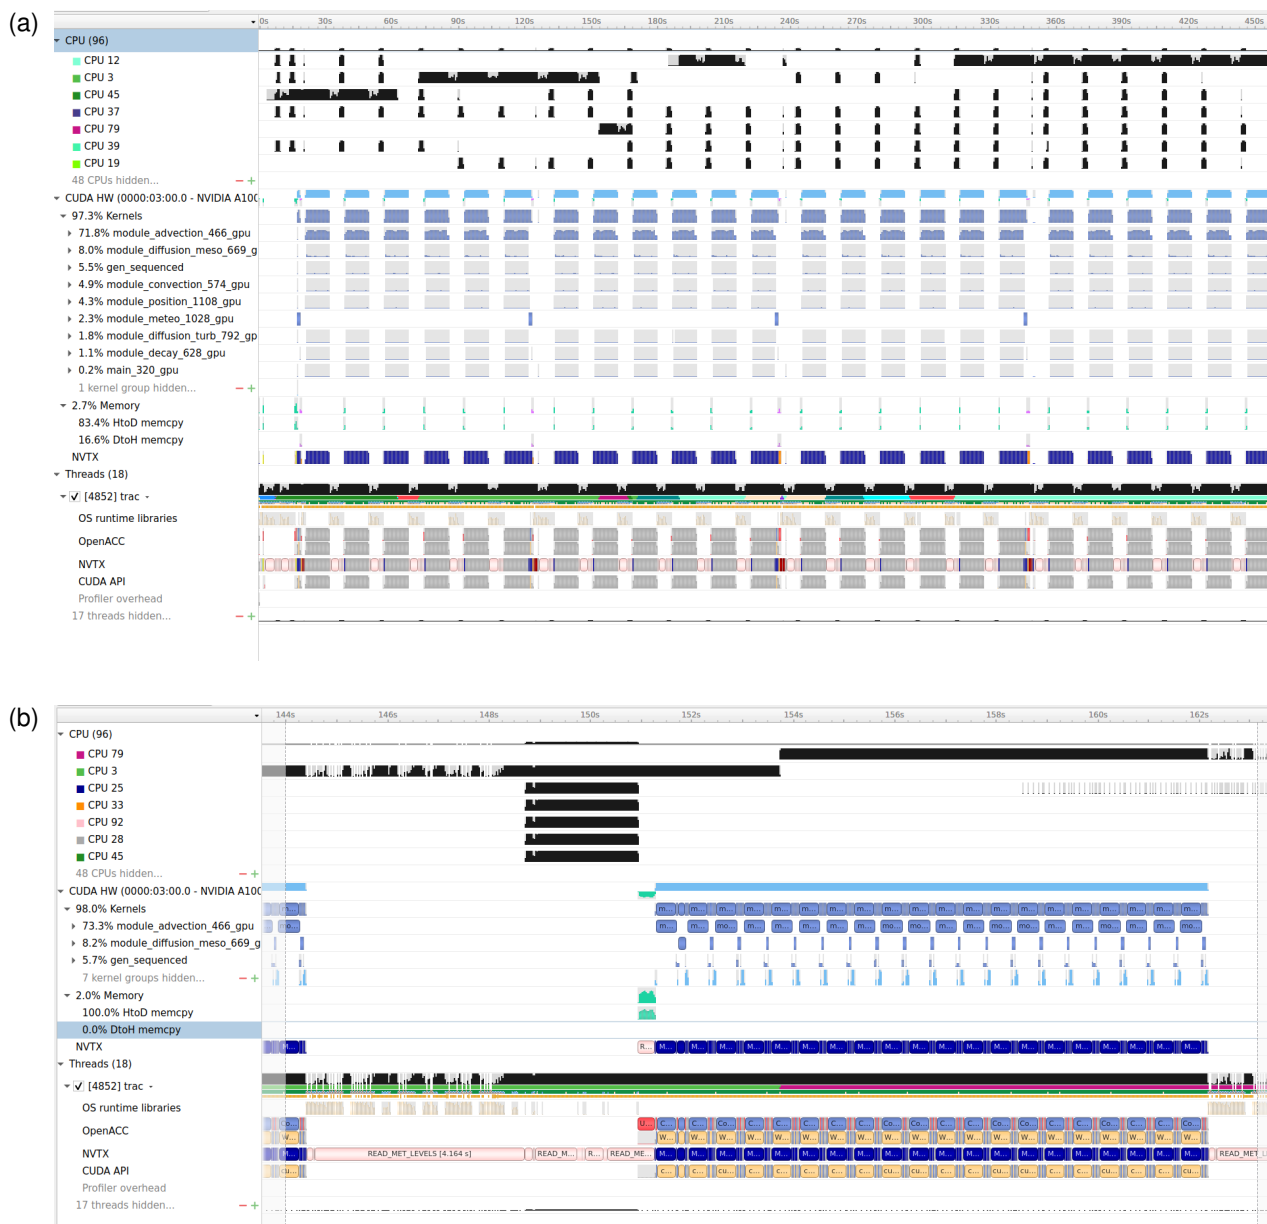 (a)
0s 30s 60s 90s 120s 150s 180s 210s 240s 270s 300s 330s 360s 390s 420s 450s
CPU (96)
CPU 12
CPU 3
CPU 45
CPU 37
CPU 79
CPU 39
CPU 19
48 CPUs hidden... − +
CUDA HW (0000:03:00.0 - NVIDIA A100
97.3% Kernels
71.8% module_advection_466_gpu
8.0% module_diffusion_meso_669_g
5.5% gen_sequenced
4.9% module_convection_574_gpu
4.3% module_position_1108_gpu
2.3% module_meteo_1028_gpu
1.8% module_diffusion_turb_792_gp
1.1% module_decay_628_gpu
0.2% main_320_gpu
1 kernel group hidden... − +
2.7% Memory
83.4% HtoD memcpy
16.6% DtoH memcpy
NVTX
Threads (18)
[4852] trac
OS runtime libraries
OpenACC
NVTX
CUDA API
Profiler overhead
17 threads hidden... − +
(b)
144s 146s 148s 150s 152s 154s 156s 158s 160s 162s
CPU (96)
CPU 79
CPU 3
CPU 25
CPU 33
CPU 92
CPU 28
CPU 45
48 CPUs hidden... − +
CUDA HW (0000:03:00.0 - NVIDIA A100
98.0% Kernels
73.3% module_advection_466_gpu
8.2% module_diffusion_meso_669_g
5.7% gen_sequenced
7 kernel groups hidden... − +
2.0% Memory
100.0% HtoD memcpy
0.0% DtoH memcpy
NVTX
Threads (18)
[4852] trac
OS runtime libraries
OpenACC
NVTX READ_MET_LEVELS [4.164 s] READ_M... R... READ_ME...
CUDA API
Profiler overhead
17 threads hidden... − +